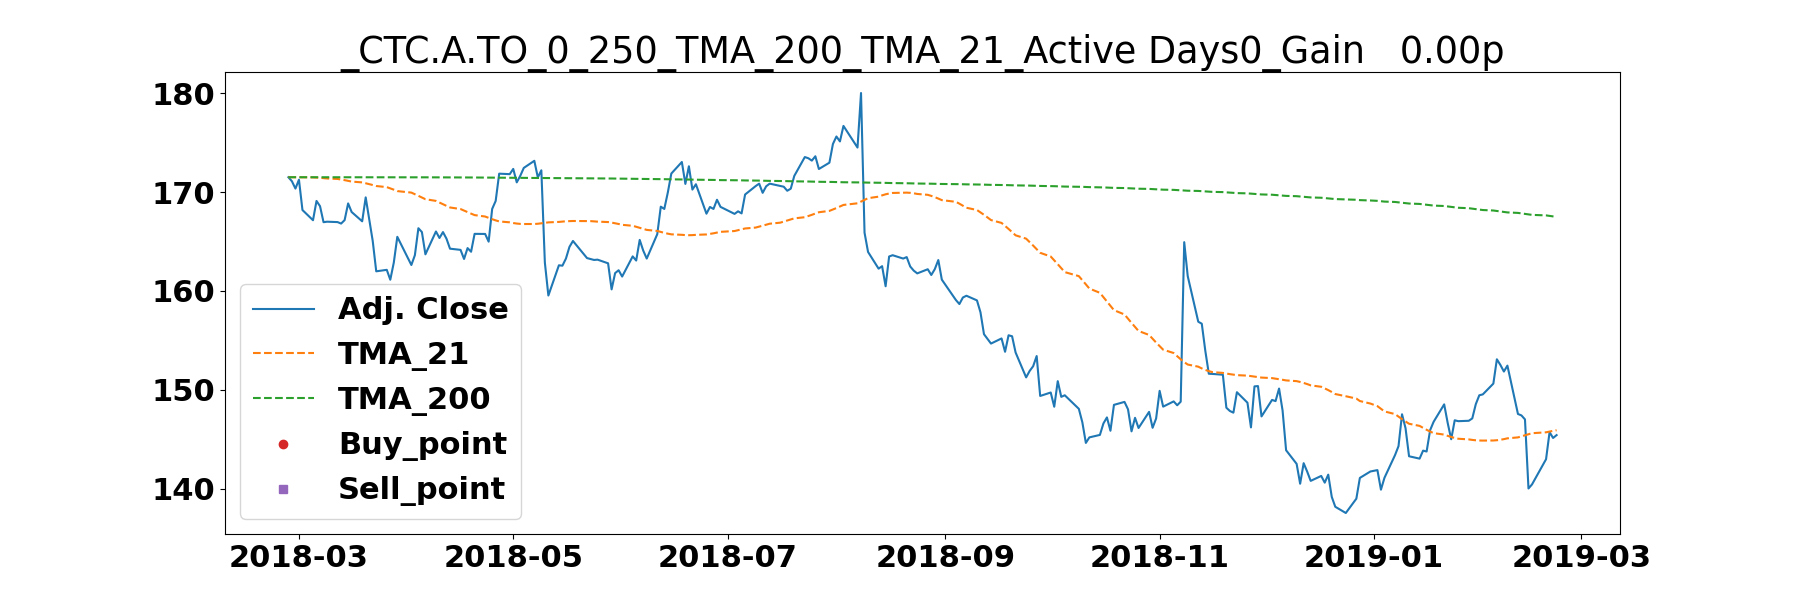 _CTC.A.TO_0_250_TMA_200_TMA_21_Active Days0_Gain   0.00p
180
170
160
150
140
Adj. Close
TMA_21
TMA_200
Buy_point
Sell_point
2018-03 2018-05 2018-07 2018-09 2018-11 2019-01 2019-03